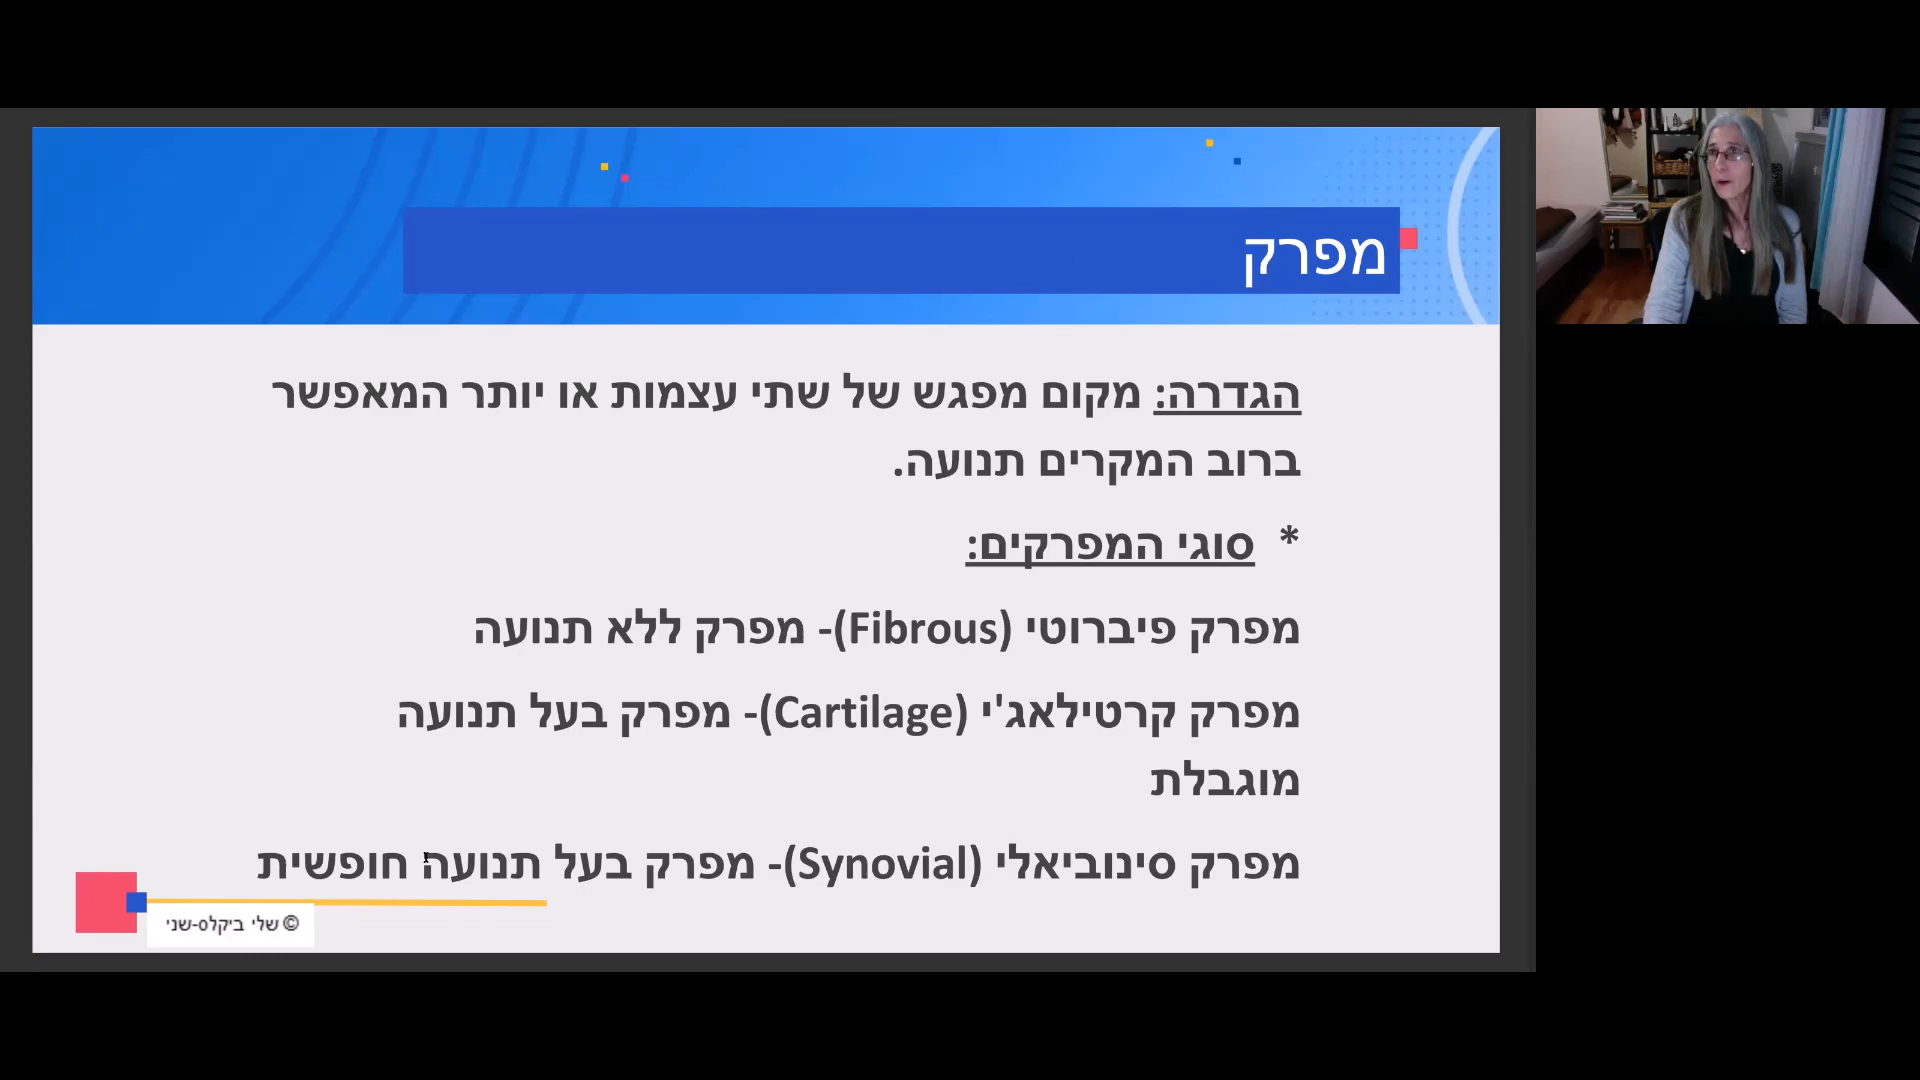 מפרק
הגדרה: מקום מפגש של שתי עצמות או יותר המאפשר
ברוב המקרים תנועה.
* סוגי המפרקים:
מפרק פיברוטי (Fibrous)- מפרק ללא תנועה
מפרק קרטילאג'י (Cartilage)- מפרק בעל תנועה
מוגבלת
מפרק סינוביאלי (Synovial)- מפרק בעל תנועה חופשית
© שלי ביקלס-שני